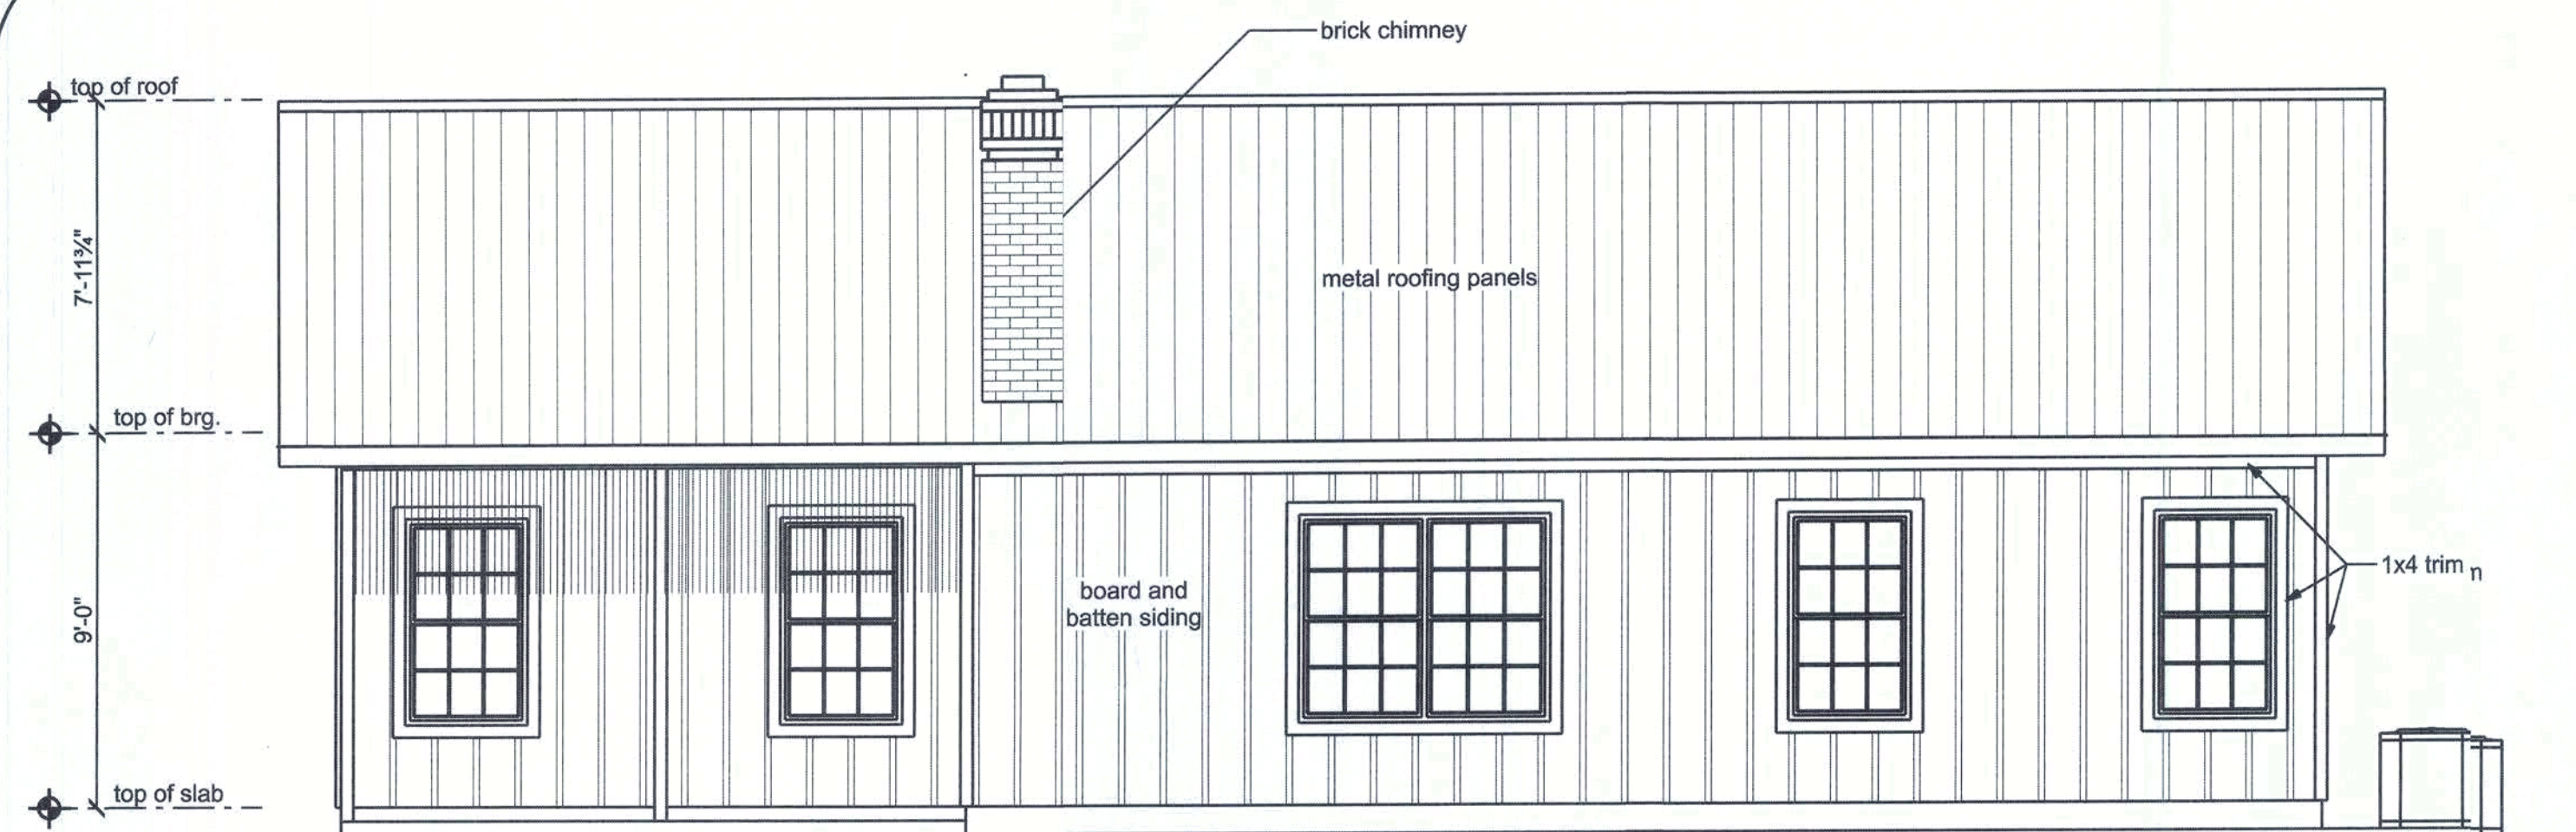 brick chimney
top of roof
7'-11¾"
metal roofing panels
top of brg.
9'-0"
board and
batten siding
1x4 trim n
top of slab